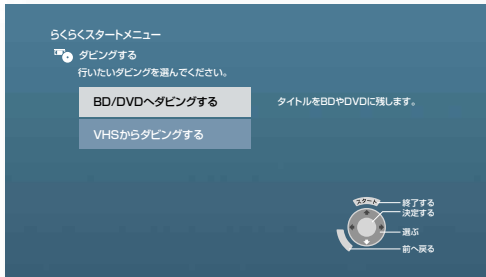 らくらくスタートメニュー
ダビングする
行いたいダビングを選んでください。
BD/DVDへダビングする
タイトルをBDやDVDに残します。
VHSからダビングする
スタート
終了する
決定する
選ぶ
前へ戻る